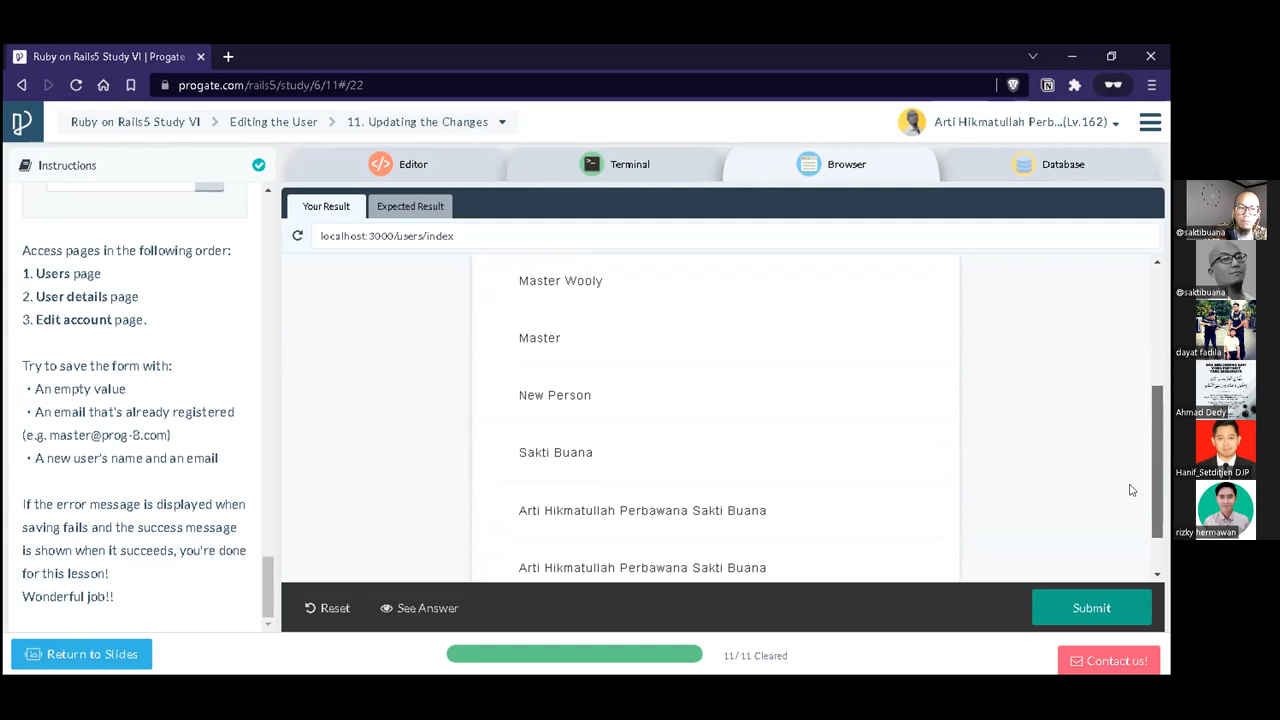 Ruby on Rails5 Study VI | Progate
progate.com/rails5/study/6/11#/22
Ruby on Rails5 Study VI
Editing the User
11. Updating the Changes
Arti Hikmatullah Perb...(Lv.162)
Instructions
Editor
Terminal
Browser
Database
Your Result
Expected Result
localhost:3000/users/index
Access pages in the following order:
1. Users page
2. User details page
3. Edit account page.
Try to save the form with:
・An empty value
・An email that's already registered
(e.g. master@prog-8.com)
・A new user's name and an email
If the error message is displayed when
saving fails and the success message
is shown when it succeeds, you're done
for this lesson!
Wonderful job!!
Master Wooly
Master
New Person
Sakti Buana
Arti Hikmatullah Perbawana Sakti Buana
Arti Hikmatullah Perbawana Sakti Buana
Reset
See Answer
Submit
Return to Slides
11/11 Cleared
Contact us!
@saktibuana
@saktibuana
dayat fadila
Ahmad Dedy
Hanif_Setditjen DJP
rizky hermawan